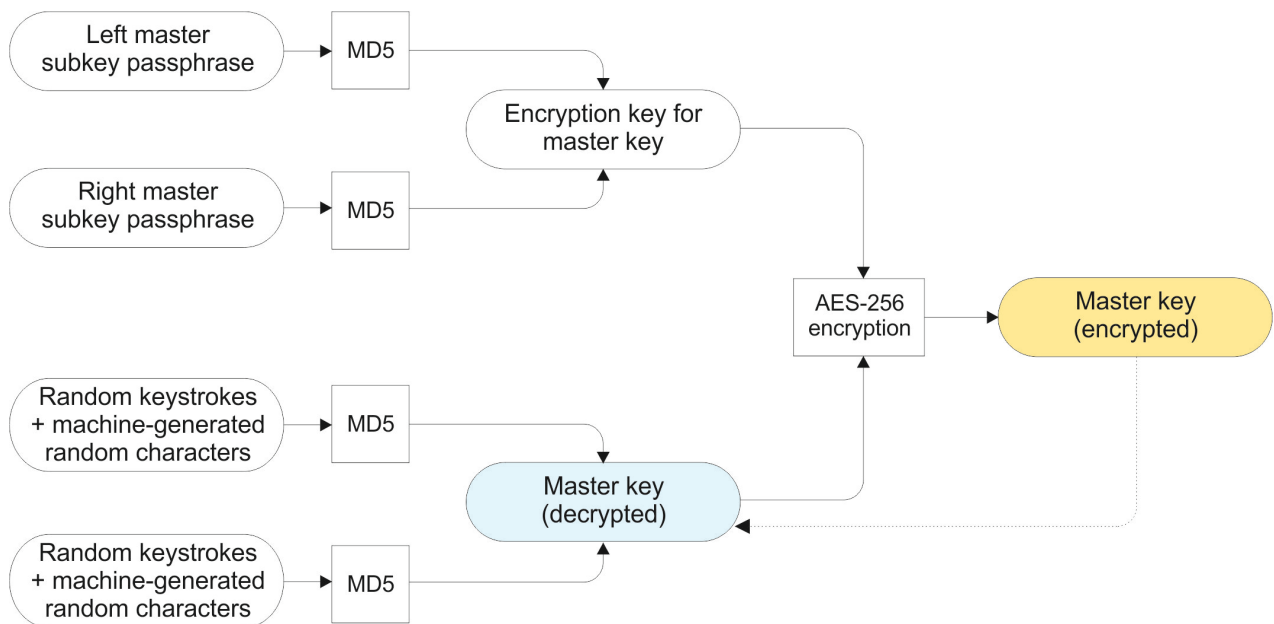 Left master
subkey passphrase
MD5
Encryption key for
master key
Right master
subkey passphrase
MD5
AES-256
encryption
Master key
(encrypted)
Random keystrokes
+ machine-generated
random characters
MD5
Master key
(decrypted)
Random keystrokes
+ machine-generated
random characters
MD5